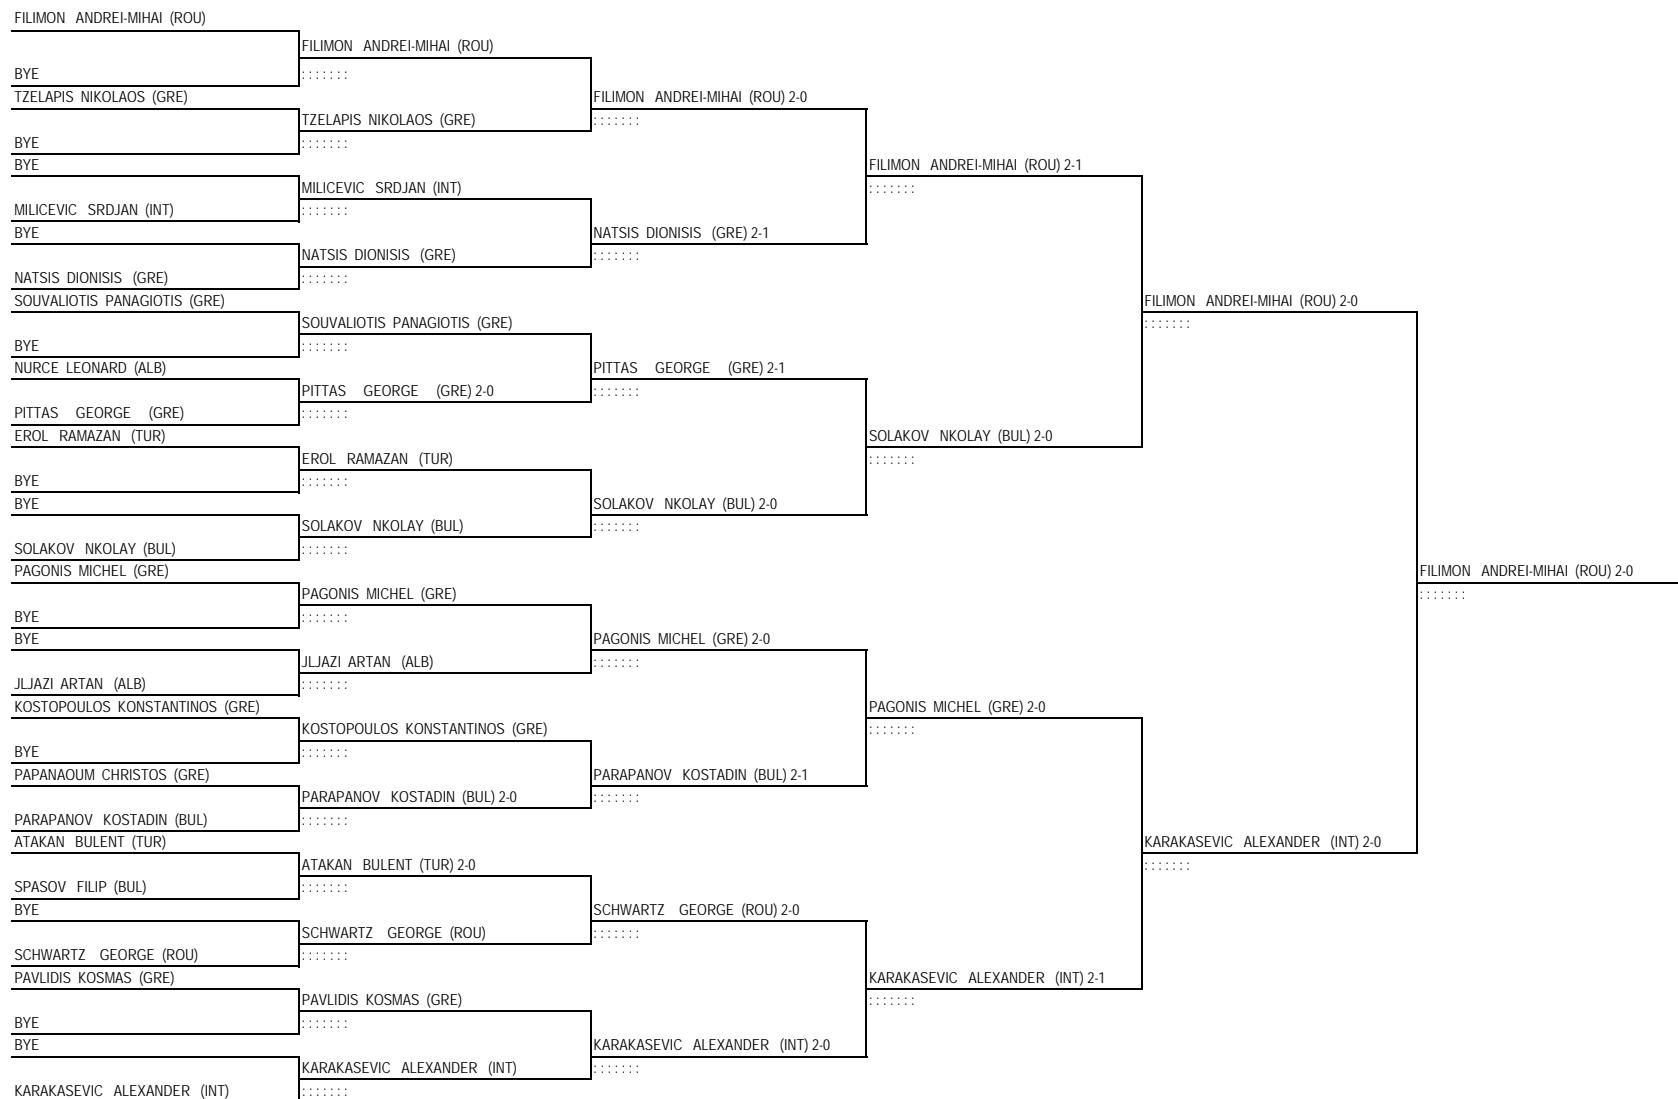 FILIMON ANDREI-MIHAI (ROU)
FILIMON ANDREI-MIHAI (ROU)
BYE
: : : : : : :
TZELAPIS NIKOLAOS (GRE)
FILIMON ANDREI-MIHAI (ROU) 2-0
TZELAPIS NIKOLAOS (GRE)
: : : : : : :
BYE
: : : : : : :
BYE
FILIMON ANDREI-MIHAI (ROU) 2-1
MILICEVIC SRDJAN (INT)
: : : : : : :
MILICEVIC SRDJAN (INT)
: : : : : : :
BYE
NATSIS DIONISIS (GRE) 2-1
NATSIS DIONISIS (GRE)
: : : : : : :
NATSIS DIONISIS (GRE)
: : : : : : :
SOUVALIOTIS PANAGIOTIS (GRE)
FILIMON ANDREI-MIHAI (ROU) 2-0
SOUVALIOTIS PANAGIOTIS (GRE)
: : : : : : :
BYE
: : : : : : :
NURCE LEONARD (ALB)
PITTAS GEORGE (GRE) 2-1
PITTAS GEORGE (GRE) 2-0
: : : : : : :
PITTAS GEORGE (GRE)
: : : : : : :
EROL RAMAZAN (TUR)
SOLAKOV NKOLAY (BUL) 2-0
EROL RAMAZAN (TUR)
: : : : : : :
BYE
: : : : : : :
BYE
SOLAKOV NKOLAY (BUL) 2-0
SOLAKOV NKOLAY (BUL)
: : : : : : :
SOLAKOV NKOLAY (BUL)
: : : : : : :
PAGONIS MICHEL (GRE)
FILIMON ANDREI-MIHAI (ROU) 2-0
PAGONIS MICHEL (GRE)
: : : : : : :
BYE
: : : : : : :
BYE
PAGONIS MICHEL (GRE) 2-0
JLJAZI ARTAN (ALB)
: : : : : : :
JLJAZI ARTAN (ALB)
: : : : : : :
KOSTOPOULOS KONSTANTINOS (GRE)
PAGONIS MICHEL (GRE) 2-0
KOSTOPOULOS KONSTANTINOS (GRE)
: : : : : : :
BYE
: : : : : : :
PAPANAOUM CHRISTOS (GRE)
PARAPANOV KOSTADIN (BUL) 2-1
PARAPANOV KOSTADIN (BUL) 2-0
: : : : : : :
PARAPANOV KOSTADIN (BUL)
: : : : : : :
ATAKAN BULENT (TUR)
KARAKASEVIC ALEXANDER (INT) 2-0
ATAKAN BULENT (TUR) 2-0
: : : : : : :
SPASOV FILIP (BUL)
: : : : : : :
BYE
SCHWARTZ GEORGE (ROU) 2-0
SCHWARTZ GEORGE (ROU)
: : : : : : :
SCHWARTZ GEORGE (ROU)
: : : : : : :
PAVLIDIS KOSMAS (GRE)
KARAKASEVIC ALEXANDER (INT) 2-1
PAVLIDIS KOSMAS (GRE)
: : : : : : :
BYE
: : : : : : :
BYE
KARAKASEVIC ALEXANDER (INT) 2-0
KARAKASEVIC ALEXANDER (INT)
: : : : : : :
KARAKASEVIC ALEXANDER (INT)
: : : : : : :